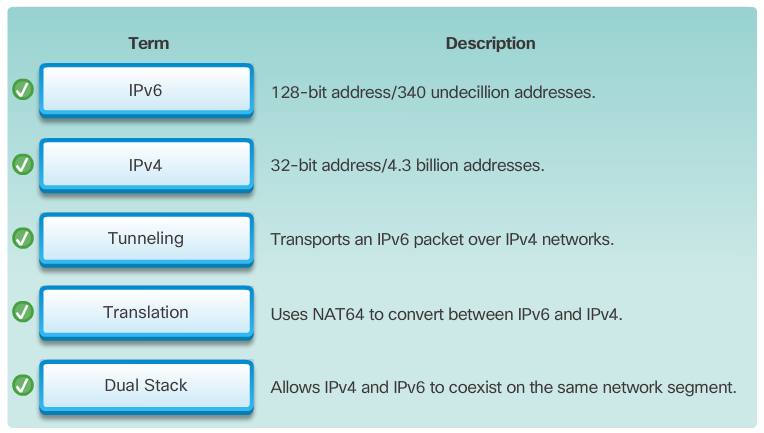 Term Description
IPv6 128-bit address/340 undecillion addresses.
IPv4 32-bit address/4.3 billion addresses.
Tunneling Transports an IPv6 packet over IPv4 networks.
Translation Uses NAT64 to convert between IPv6 and IPv4.
Dual Stack Allows IPv4 and IPv6 to coexist on the same network segment.